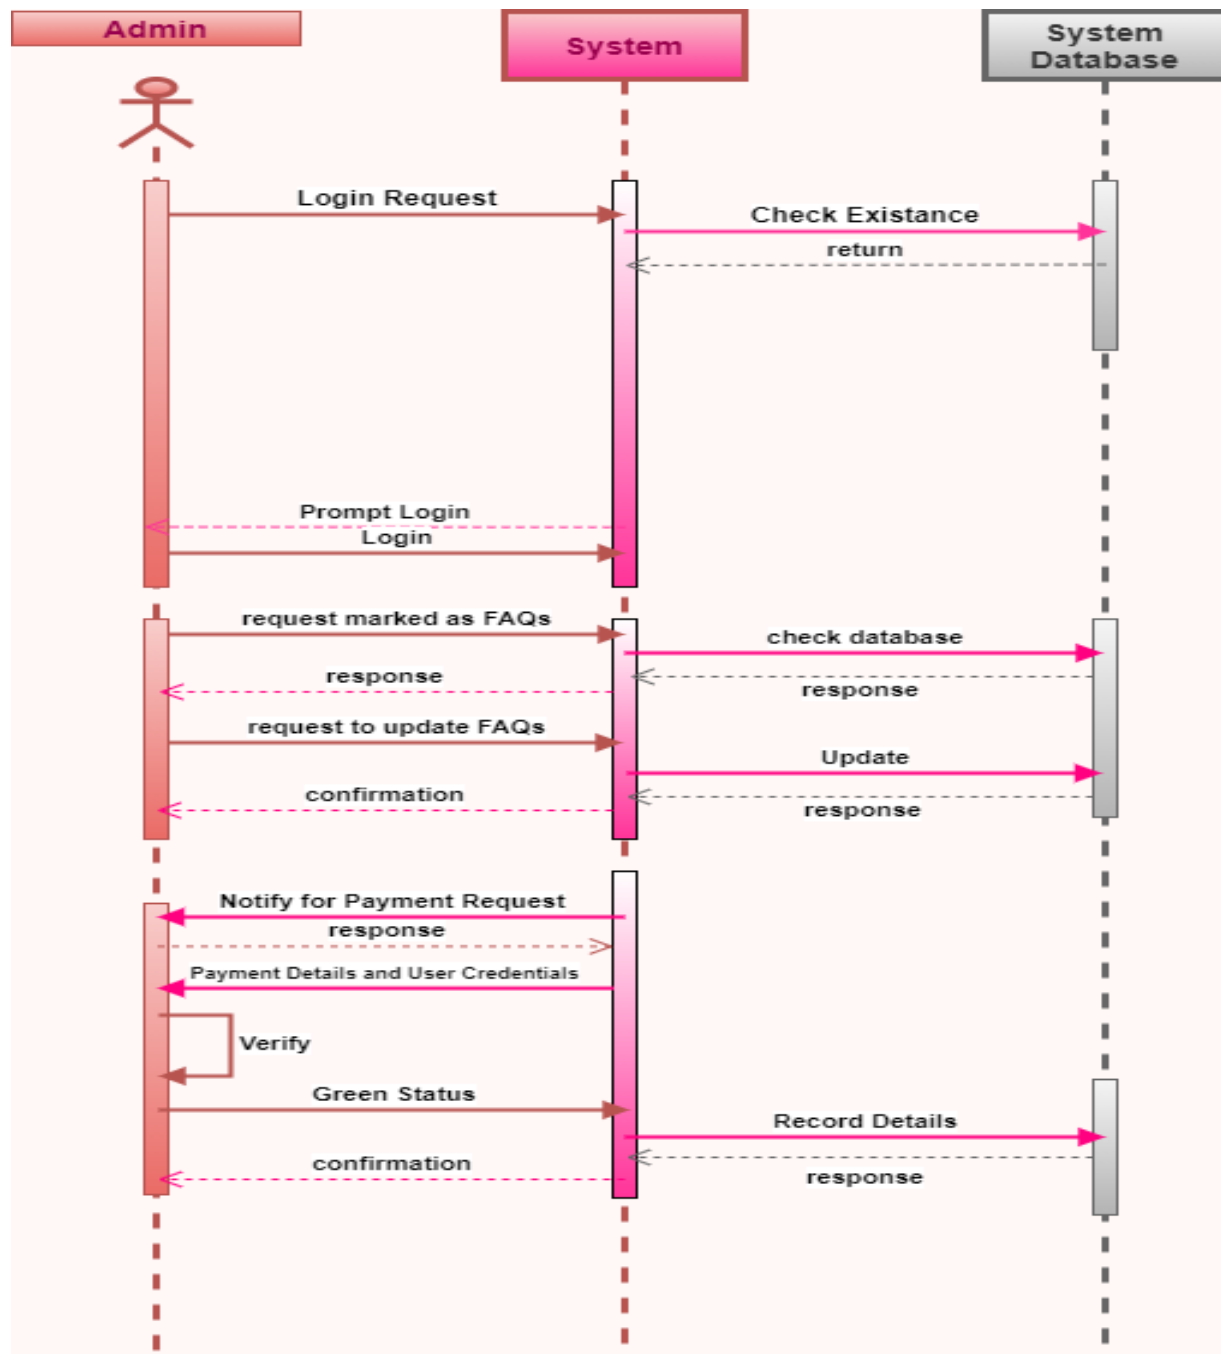 Admin
System
System
Database
Login Request
Check Existance
return
Prompt Login
Login
request marked as FAQs
check database
response
response
request to update FAQs
Update
confirmation
response
Notify for Payment Request
response
Payment Details and User Credentials
Verify
Green Status
Record Details
confirmation
response